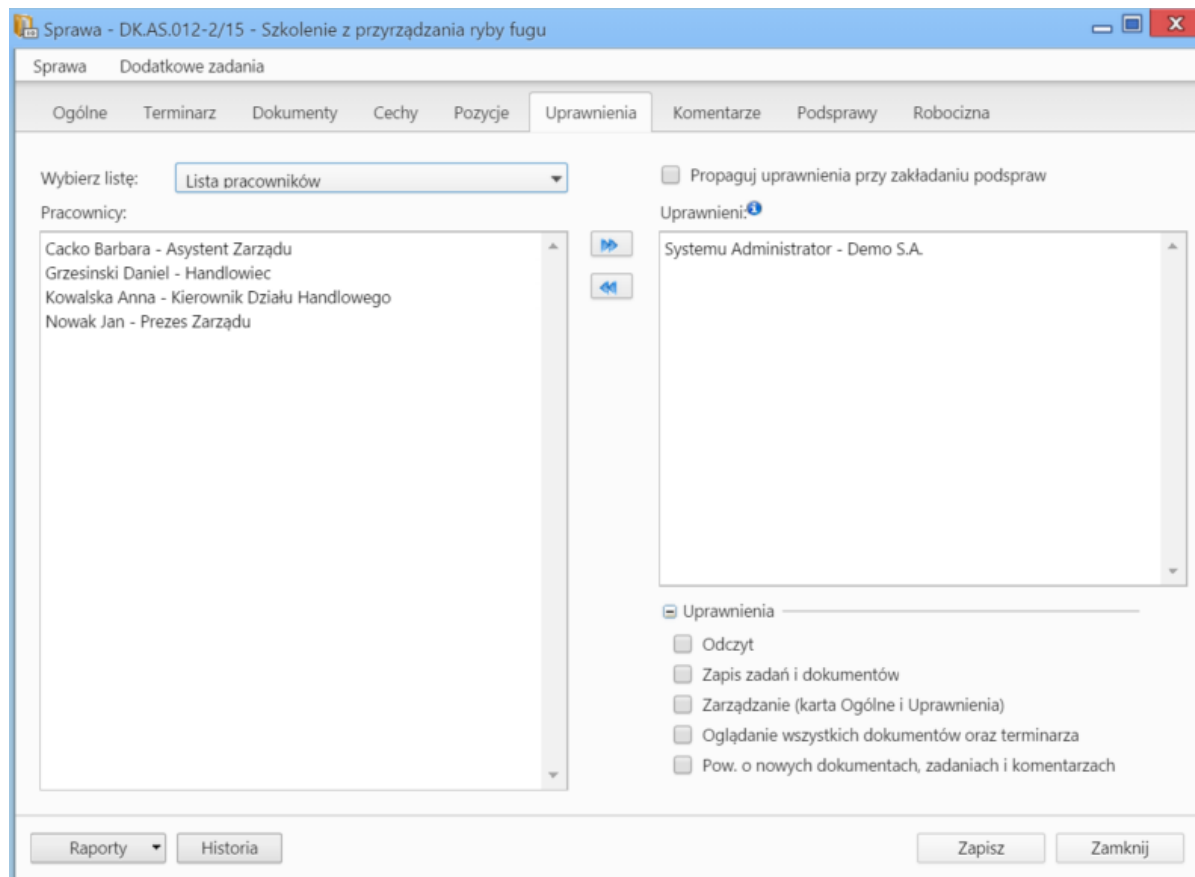 Sprawa - DK.AS.012-2/15 - Szkolenie z przyrządzania ryby fugu
Sprawa Dodatkowe zadania
Ogólne Terminarz Dokumenty Cechy Pozycje Uprawnienia Komentarze Podsprawy Robocizna
Wybierz listę: Lista pracowników
Propaguj uprawnienia przy zakładaniu podspraw
Pracownicy:
Cacko Barbara - Asystent Zarządu
Grzesinski Daniel - Handlowiec
Kowalska Anna - Kierownik Działu Handlowego
Nowak Jan - Prezes Zarządu
Uprawnieni:
Systemu Administrator - Demo S.A.
Uprawnienia
Odczyt
Zapis zadań i dokumentów
Zarządzanie (karta Ogólne i Uprawnienia)
Oglądanie wszystkich dokumentów oraz terminarza
Pow. o nowych dokumentach, zadaniach i komentarzach
Raporty Historia Zapisz Zamknij